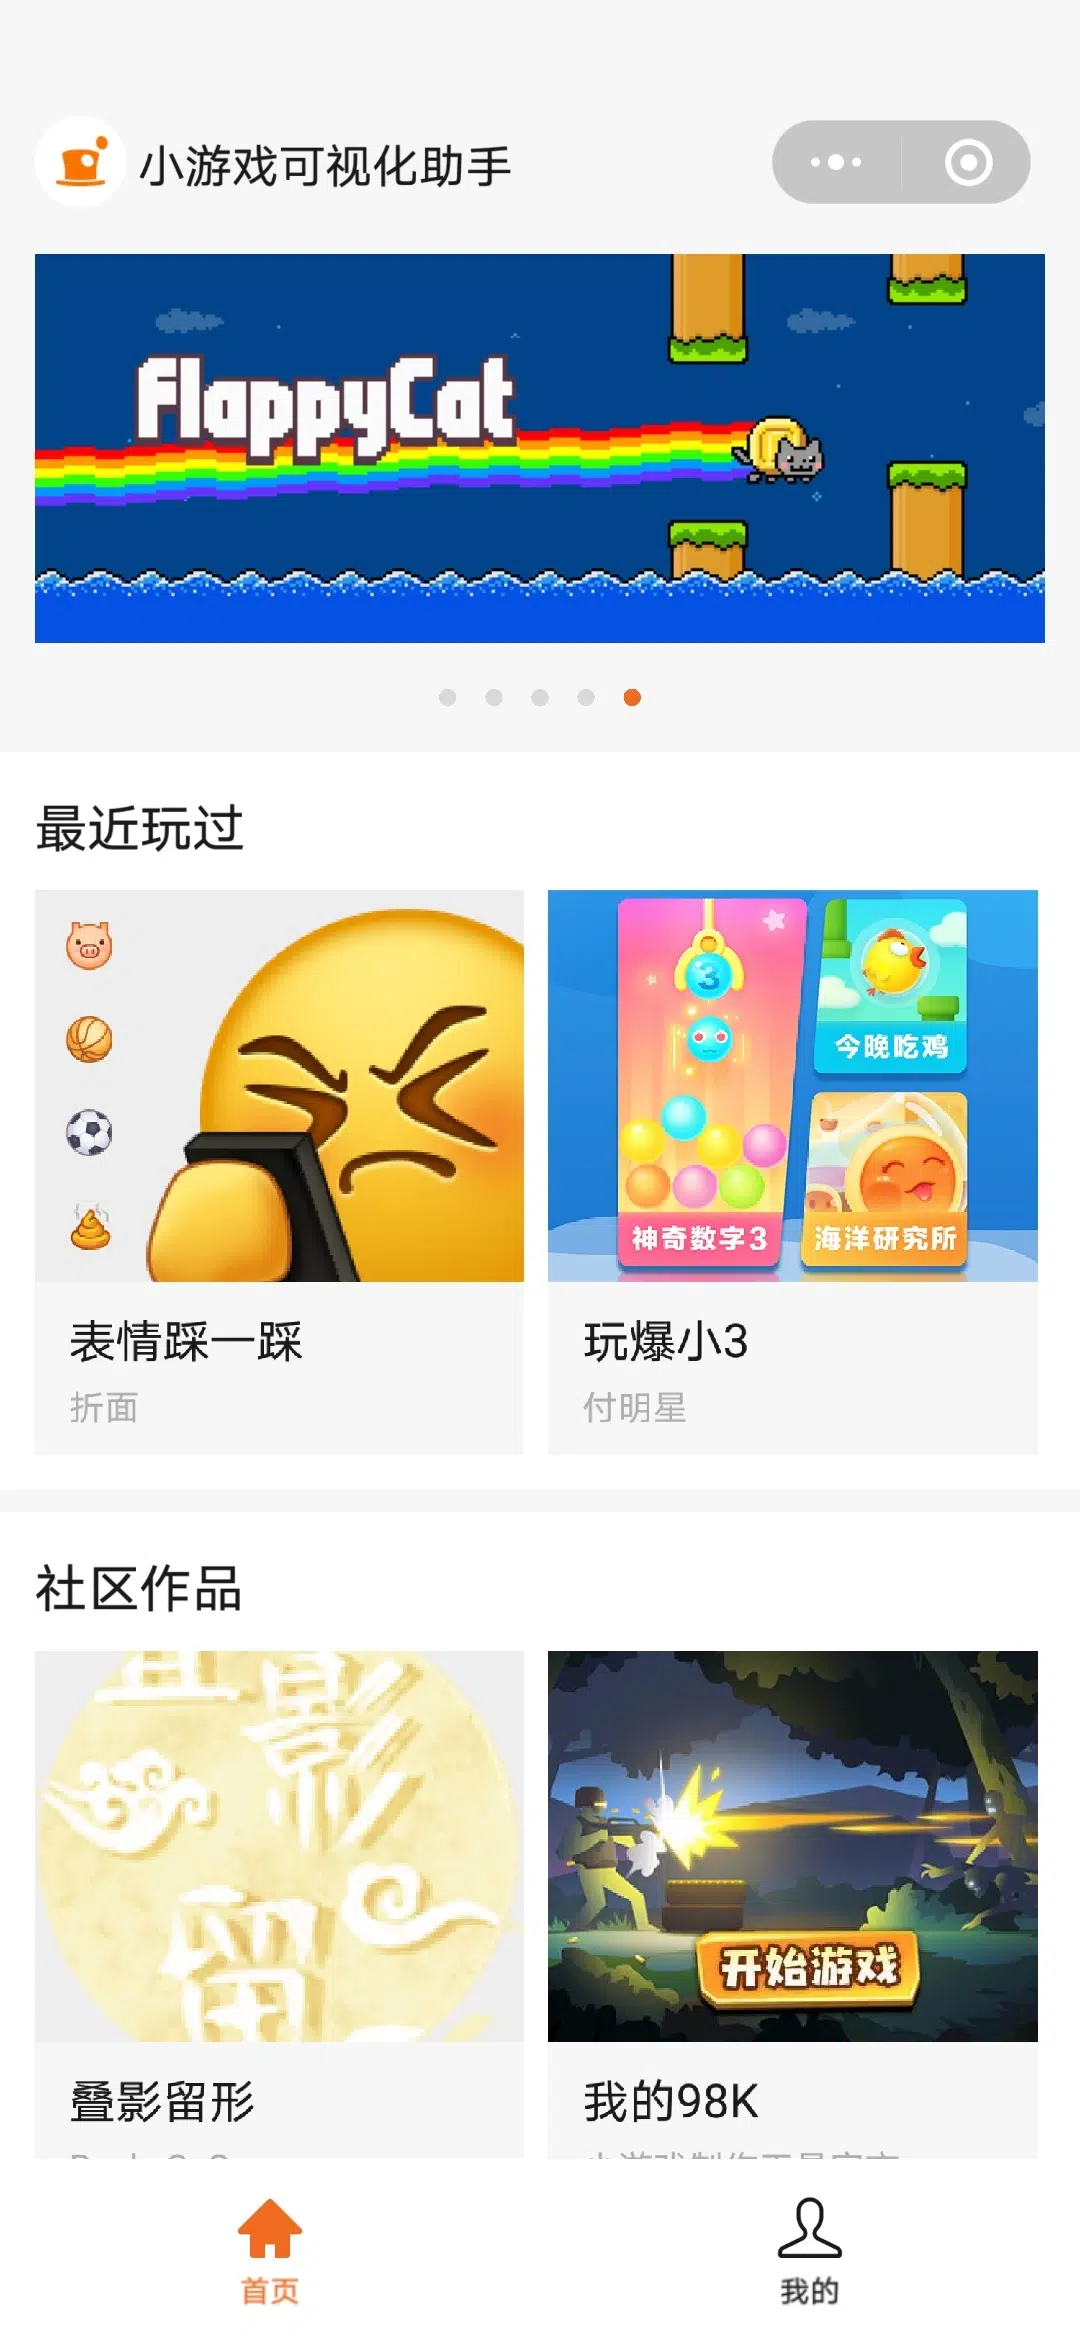 小游戏可视化助手
FlappyCat
最近玩过
3
今晚吃鸡
神奇数字3
海洋研究所
表情踩一踩
玩爆小3
折面
付明星
社区作品
叠影
留
开始游戏
叠影留形
我的98K
首页
我的